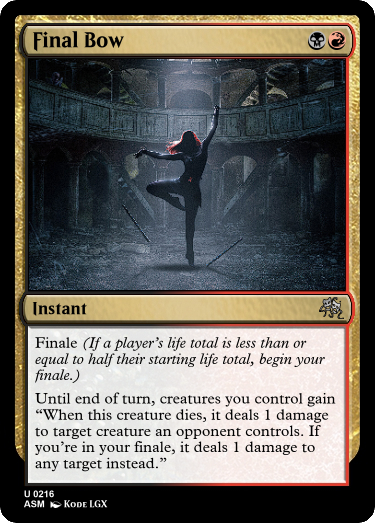 Final Bow
Instant
Finale (If a player's life total is less than or
equal to half their starting life total, begin your
finale.)
Until end of turn, creatures you control gain
“When this creature dies, it deals 1 damage
to target creature an opponent controls. If
you're in your finale, it deals 1 damage to
any target instead.”
U 0216
ASM Kode LGX